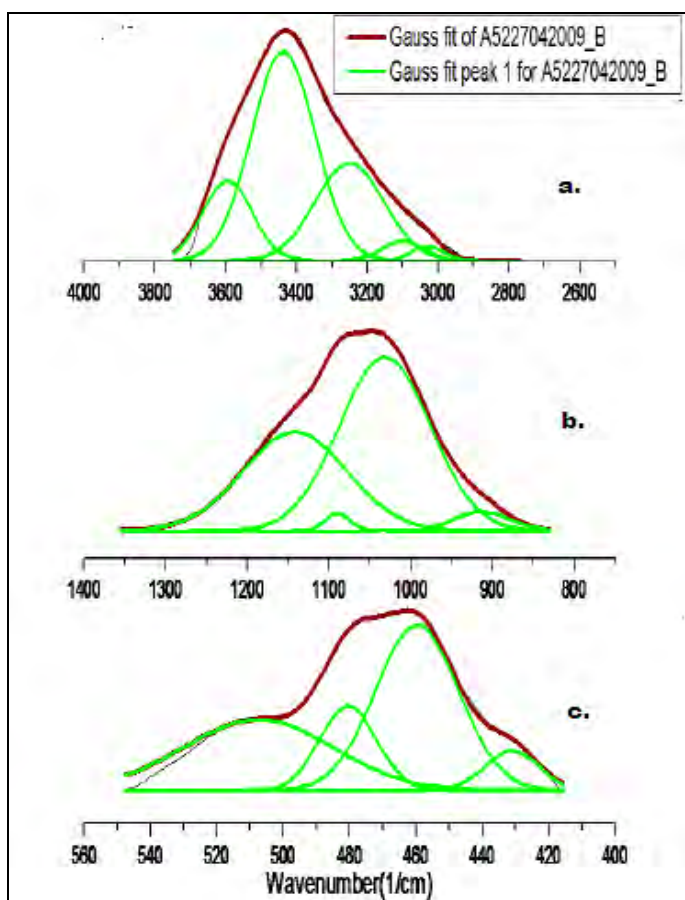 Gauss fit of A5227042009_B
Gauss fit peak 1 for A5227042009_B
a.
4000 3800 3600 3400 3200 3000 2800 2600
b.
1400 1300 1200 1100 1000 900 800
c.
560 540 520 500 480 460 440 420 400
Wavenumber(1/cm)